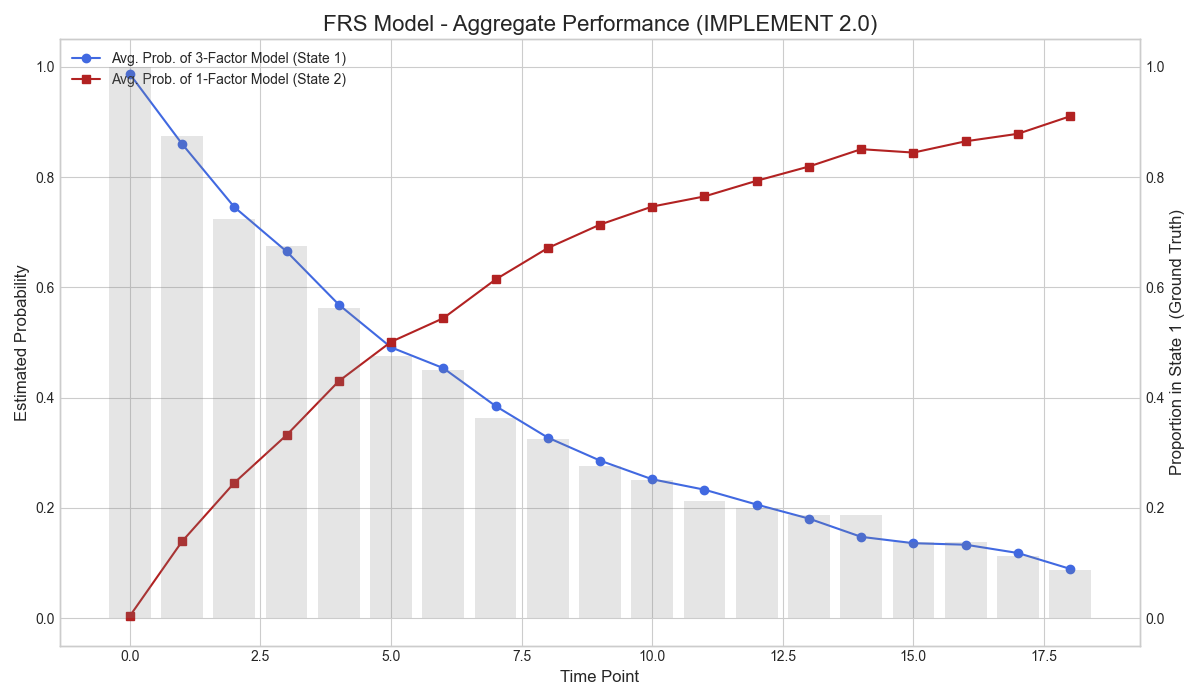 FRS Model - Aggregate Performance (IMPLEMENT 2.0)
Avg. Prob. of 3-Factor Model (State 1)
Avg. Prob. of 1-Factor Model (State 2)
1.0
0.8
0.6
0.4
0.2
0.0
Estimated Probability
1.0
0.8
0.6
0.4
0.2
0.0
Proportion in State 1 (Ground Truth)
0.0 2.5 5.0 7.5 10.0 12.5 15.0 17.5
Time Point